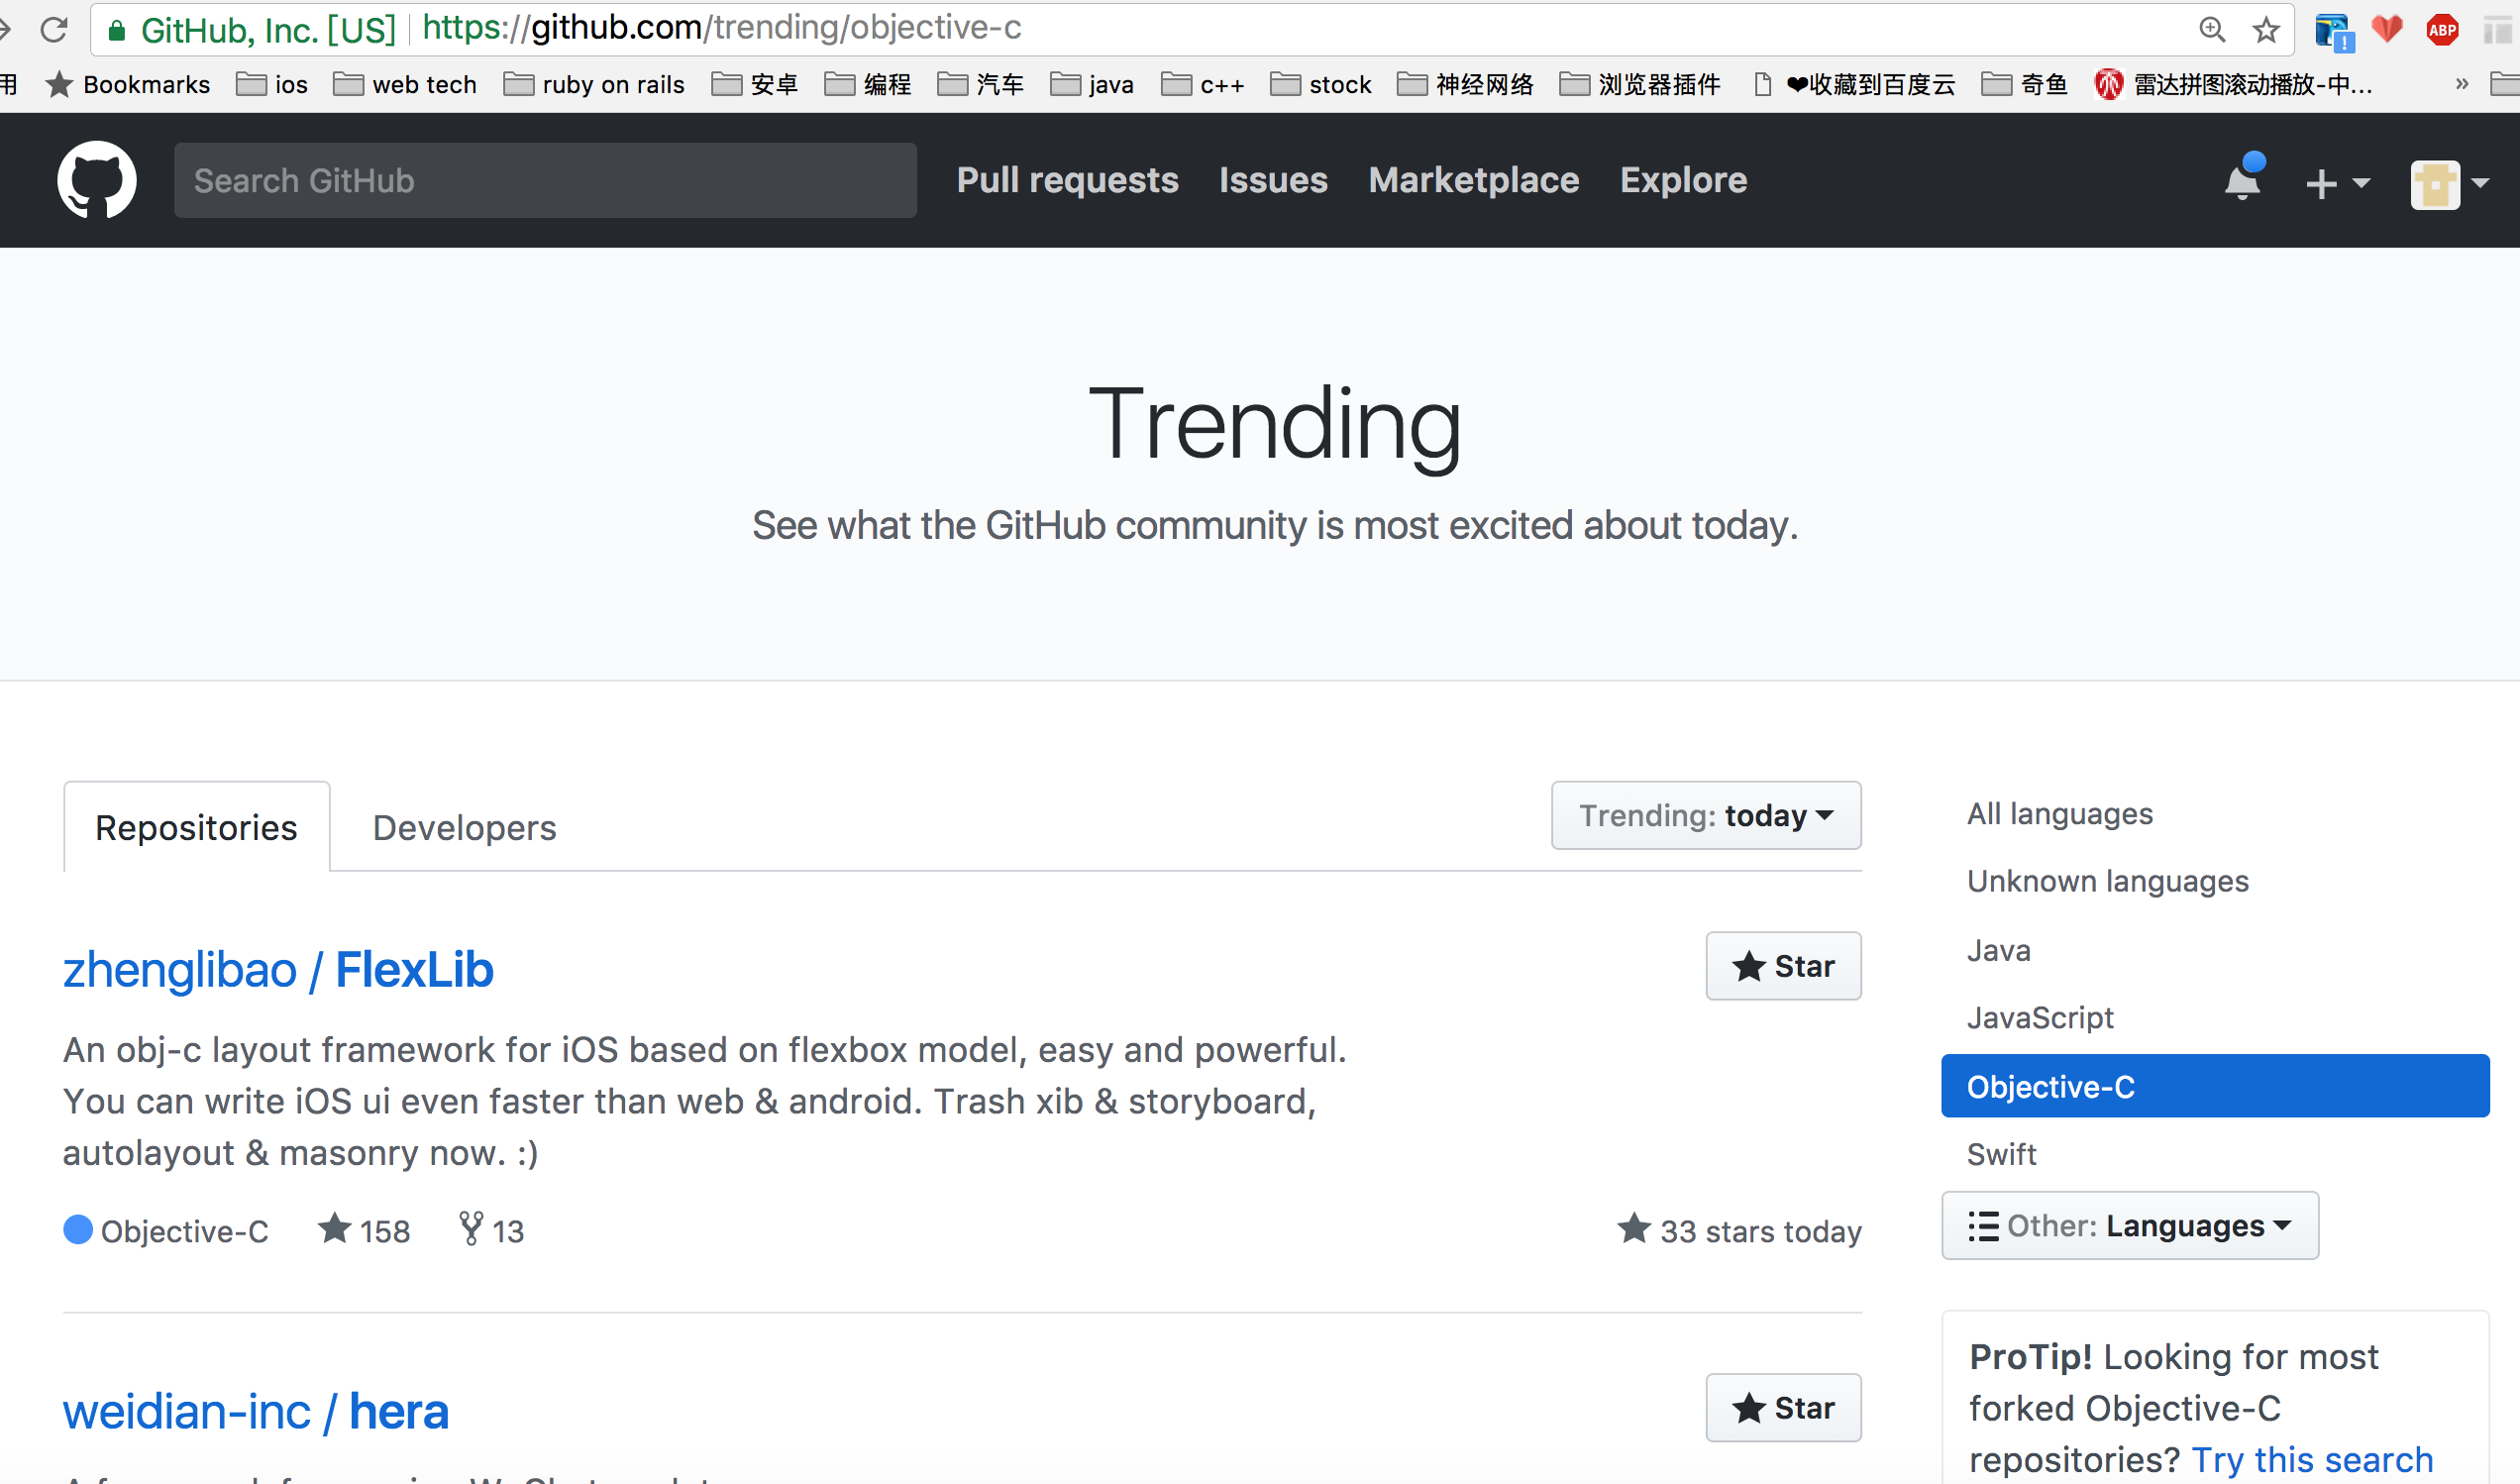 GitHub, Inc. [US] https://github.com/trending/objective-c
用 Bookmarks ios web tech ruby on rails 安卓 编程 汽车 java c++ stock 神经网络 浏览器插件 ❤收藏到百度云 奇鱼 雷达拼图滚动播放-中... »
ABP
Search GitHub Pull requests Issues Marketplace Explore
Trending
See what the GitHub community is most excited about today.
Repositories Developers Trending: today
zhenglibao / FlexLib
Star
An obj-c layout framework for iOS based on flexbox model, easy and powerful.
You can write iOS ui even faster than web & android. Trash xib & storyboard,
autolayout & masonry now. :)
Objective-C 158 13 33 stars today
weidian-inc / hera
Star
All languages
Unknown languages
Java
JavaScript
Objective-C
Swift
Other: Languages
ProTip! Looking for most
forked Objective-C
repositories? Try this search